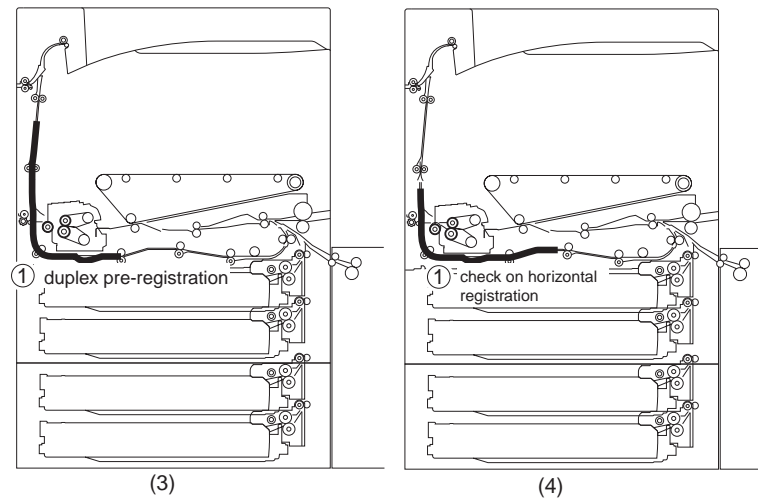 ① duplex pre-registration
(3)
① check on horizontal
registration
(4)